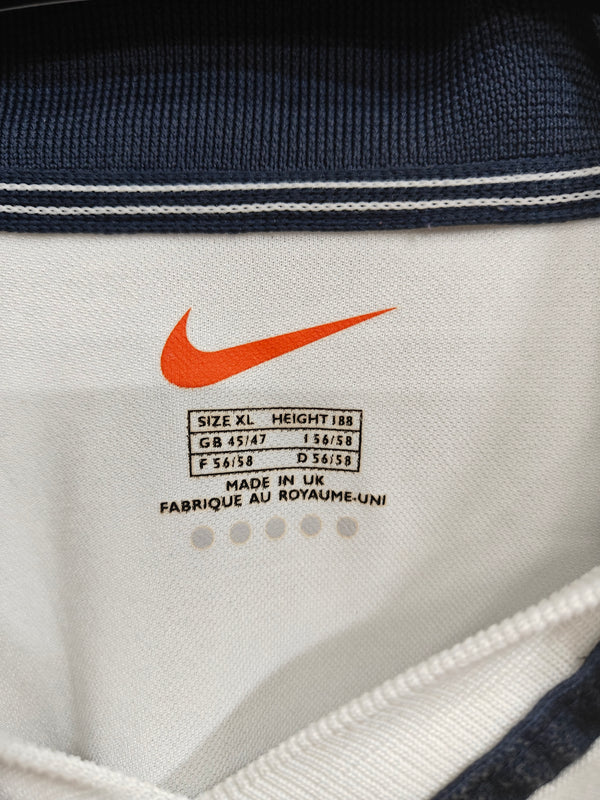 SIZE XL HEIGHT 188
GB 45/47 I 56/58
F 56/58 D 56/58
MADE IN UK
FABRIQUE AU ROYAUME-UNI